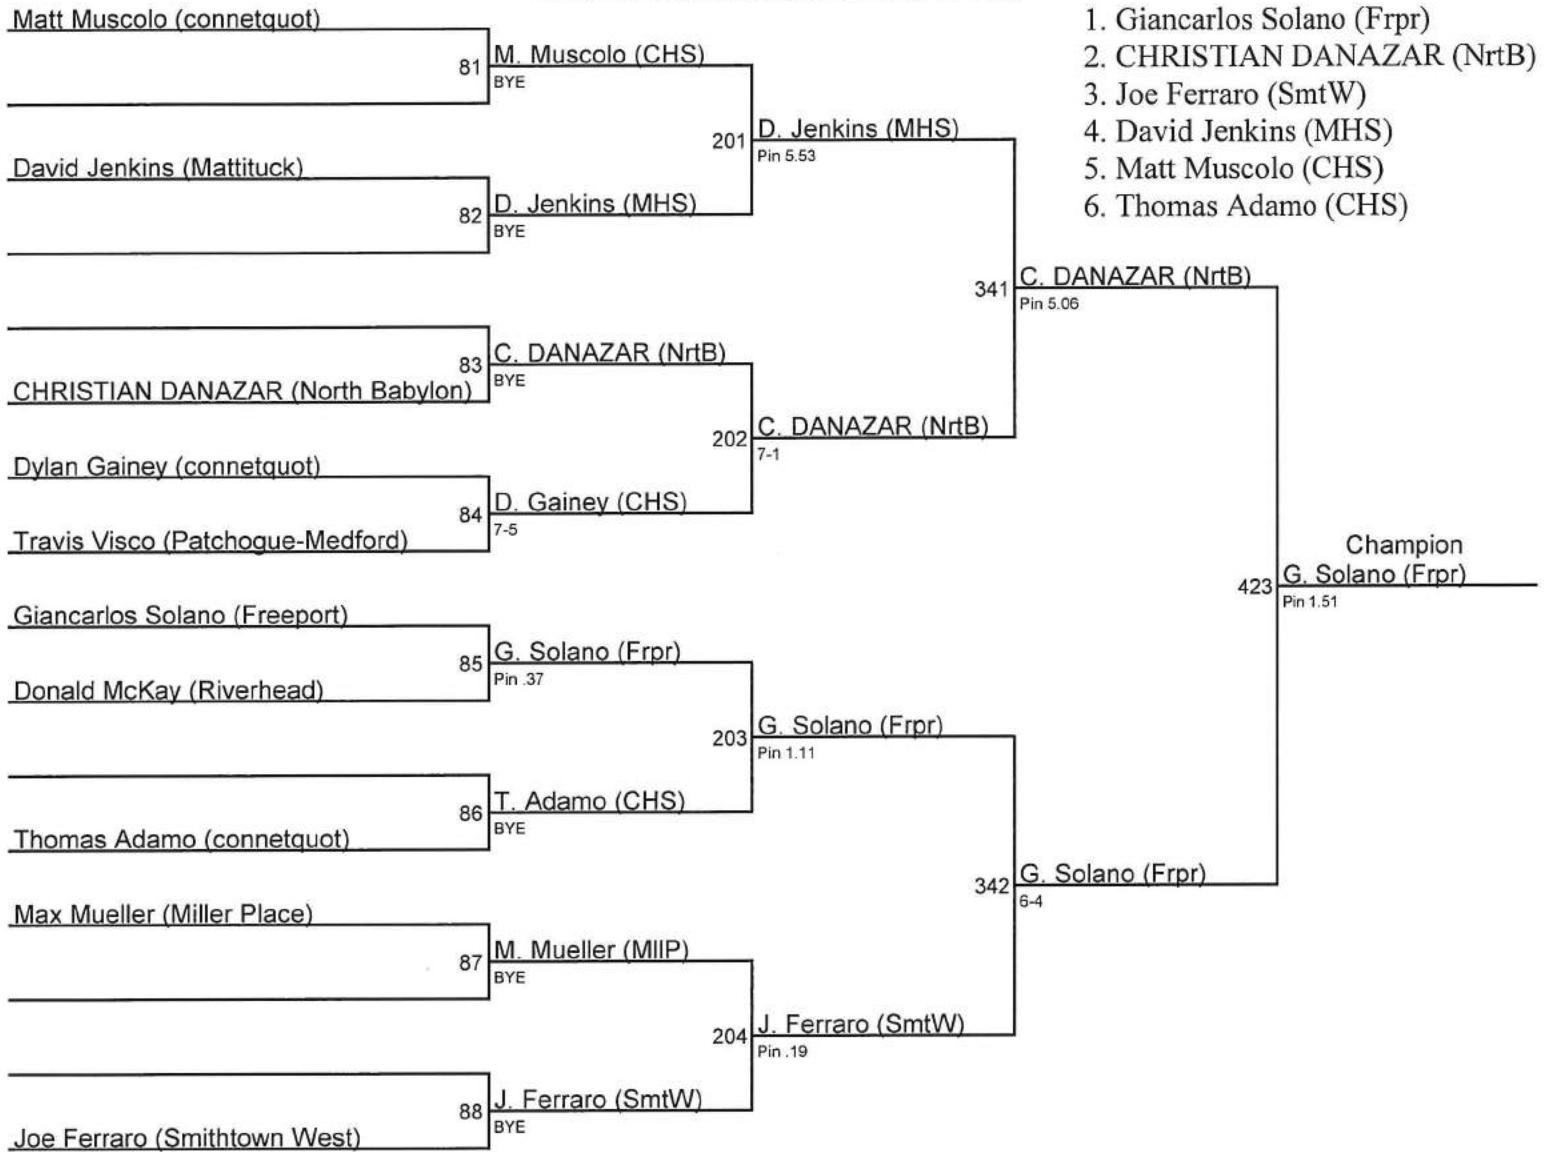 Matt Muscolo (connetquot)
81
M. Muscolo (CHS)
BYE
201
D. Jenkins (MHS)
Pin 5.53
David Jenkins (Mattituck)
82
D. Jenkins (MHS)
BYE
341
C. DANAZAR (NrtB)
Pin 5.06
83
C. DANAZAR (NrtB)
BYE
CHRISTIAN DANAZAR (North Babylon)
202
C. DANAZAR (NrtB)
7-1
Dylan Gainey (connetquot)
84
D. Gainey (CHS)
7-5
Travis Visco (Patchogue-Medford)
Champion
423
G. Solano (Frpr)
Pin 1.51
Giancarlos Solano (Freeport)
85
G. Solano (Frpr)
Pin .37
Donald McKay (Riverhead)
203
G. Solano (Frpr)
Pin 1.11
86
T. Adamo (CHS)
BYE
Thomas Adamo (connetquot)
342
G. Solano (Frpr)
6-4
Max Mueller (Miller Place)
87
M. Mueller (MllP)
BYE
204
J. Ferraro (SmtW)
Pin .19
88
J. Ferraro (SmtW)
BYE
Joe Ferraro (Smithtown West)
1. Giancarlos Solano (Frpr)
2. CHRISTIAN DANAZAR (NrtB)
3. Joe Ferraro (SmtW)
4. David Jenkins (MHS)
5. Matt Muscolo (CHS)
6. Thomas Adamo (CHS)